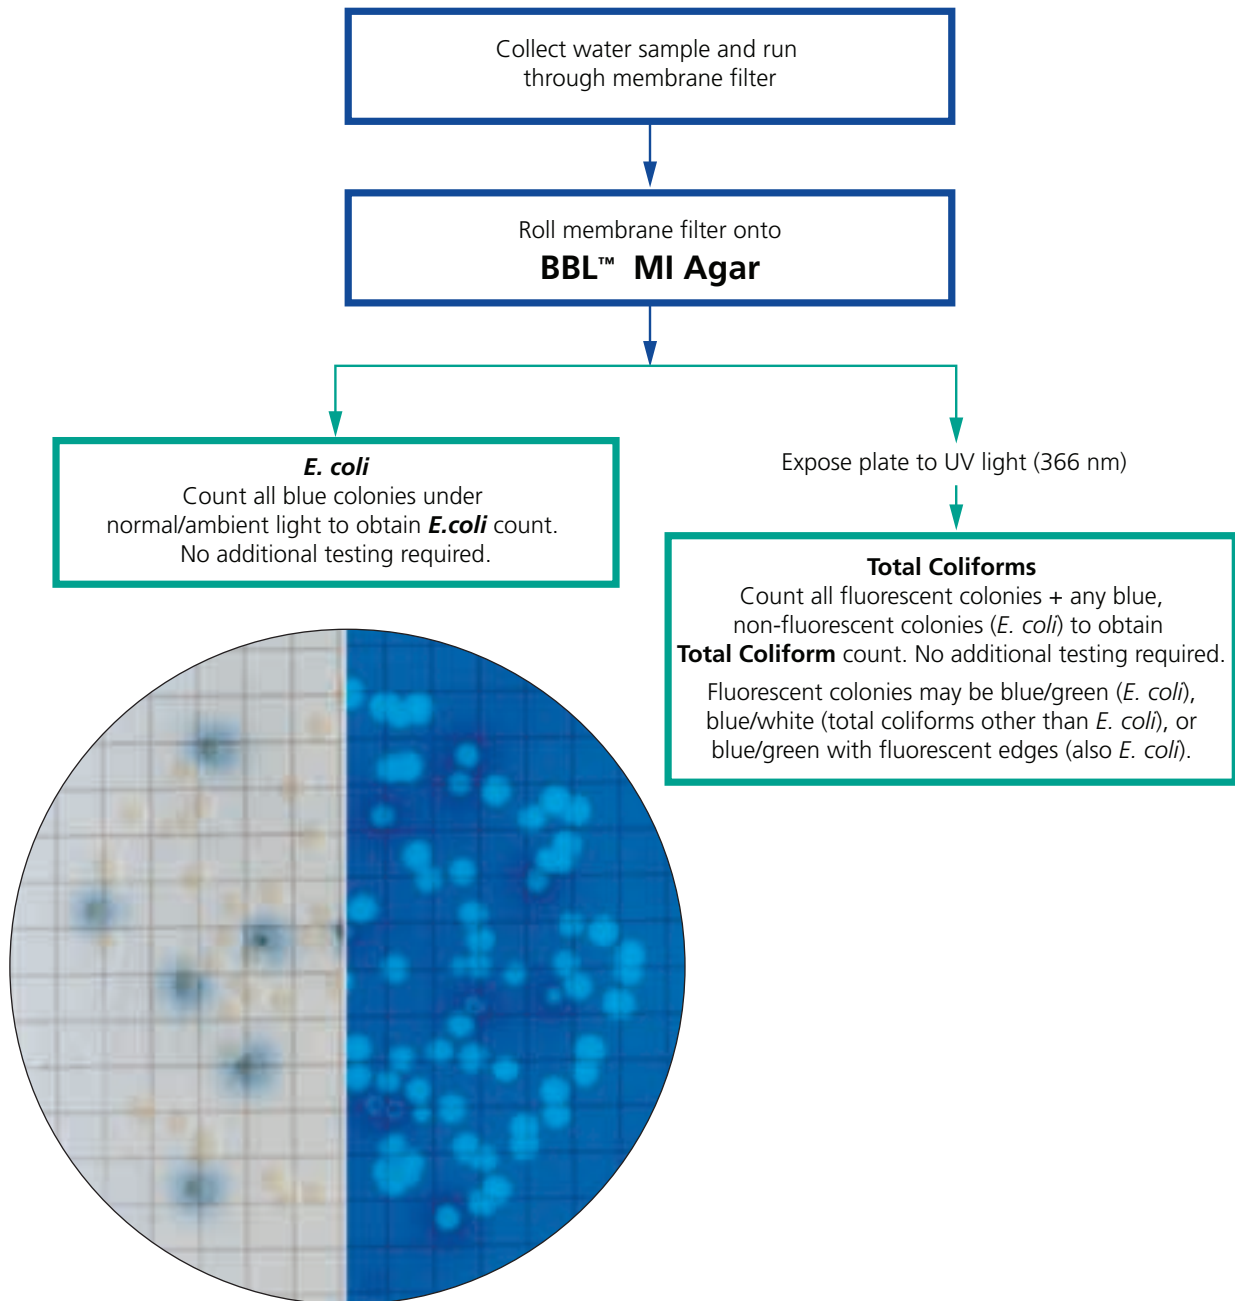 Collect water sample and run
through membrane filter
Roll membrane filter onto
BBL™ MI Agar
E. coli
Count all blue colonies under
normal/ambient light to obtain E.coli count.
No additional testing required.
Expose plate to UV light (366 nm)
Total Coliforms
Count all fluorescent colonies + any blue,
non-fluorescent colonies (E. coli) to obtain
Total Coliform count. No additional testing required.
Fluorescent colonies may be blue/green (E. coli),
blue/white (total coliforms other than E. coli), or
blue/green with fluorescent edges (also E. coli).